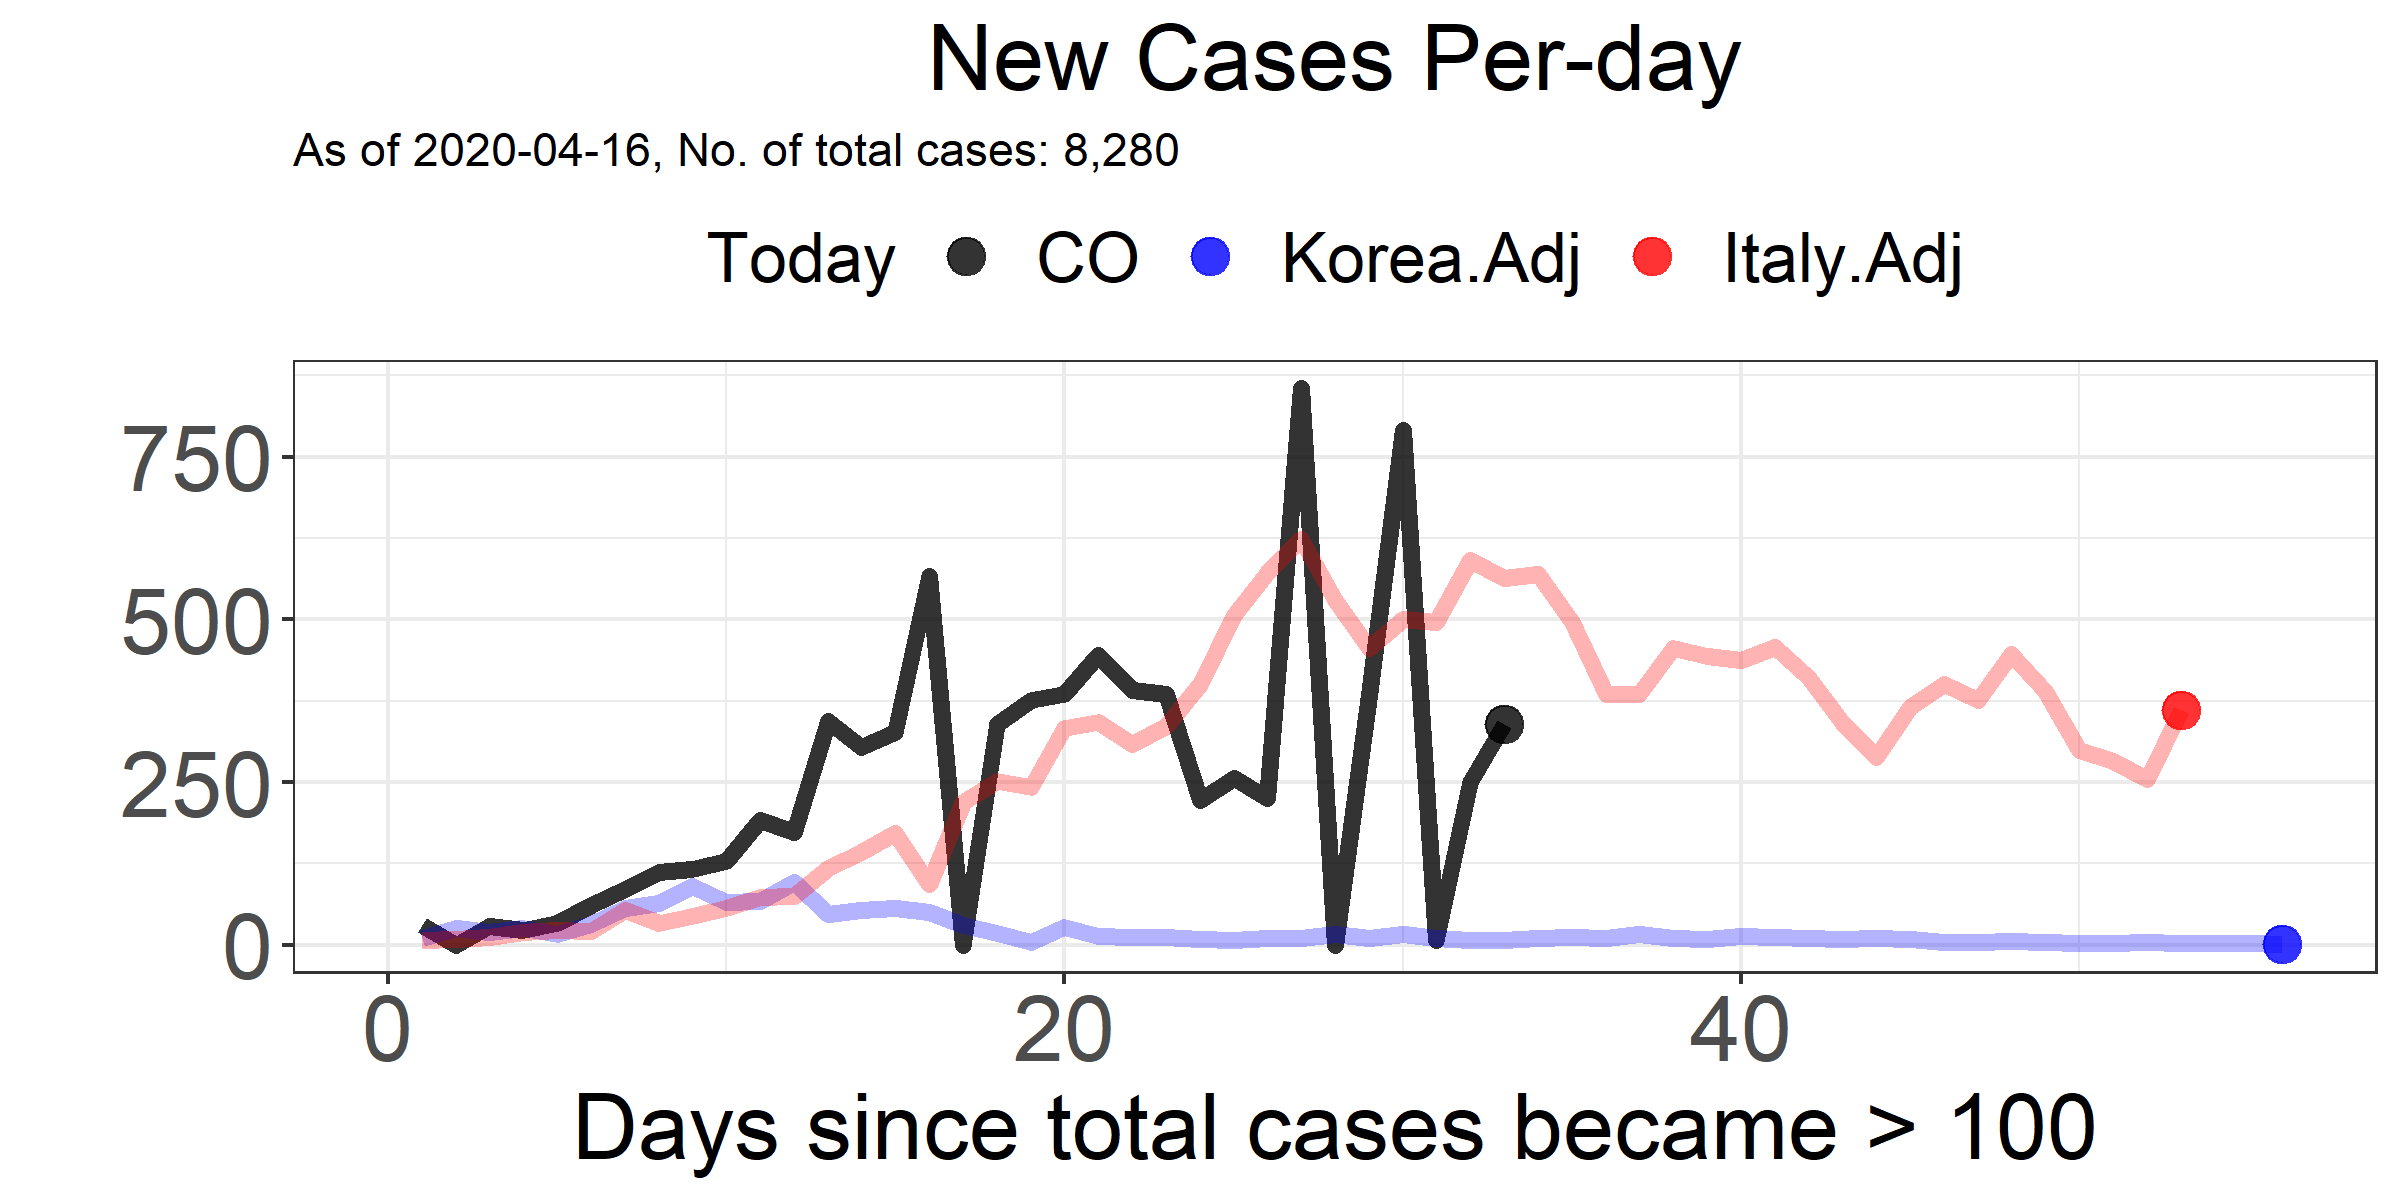 New Cases Per-day
As of 2020-04-16, No. of total cases: 8,280
Today CO Korea.Adj Italy.Adj
750
500
250
0
0 20 40
Days since total cases became > 100